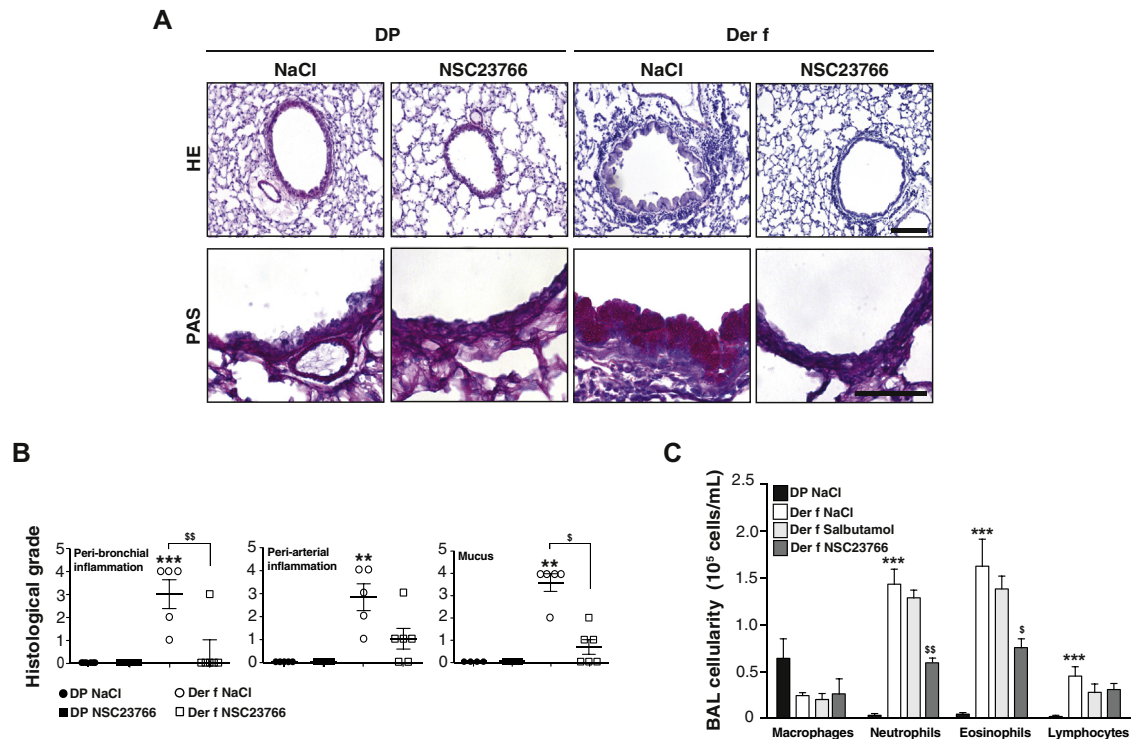 A
DP
Der f
NaCl
NSC23766
NaCl
NSC23766
HE
PAS
B
Histological grade
5
4
3
2
1
0
Peri-bronchial
inflammation
***
$$
5
4
3
2
1
0
Peri-arterial
inflammation
**
5
4
3
2
1
0
Mucus
**
$
DP NaCl
Der f NaCl
DP NSC23766
Der f NSC23766
C
BAL cellularity (10⁵ cells/mL)
2.5
2.0
1.5
1.0
0.5
0
DP NaCl
Der f NaCl
Der f Salbutamol
Der f NSC23766
***
$$
***
$
***
Macrophages
Neutrophils
Eosinophils
Lymphocytes